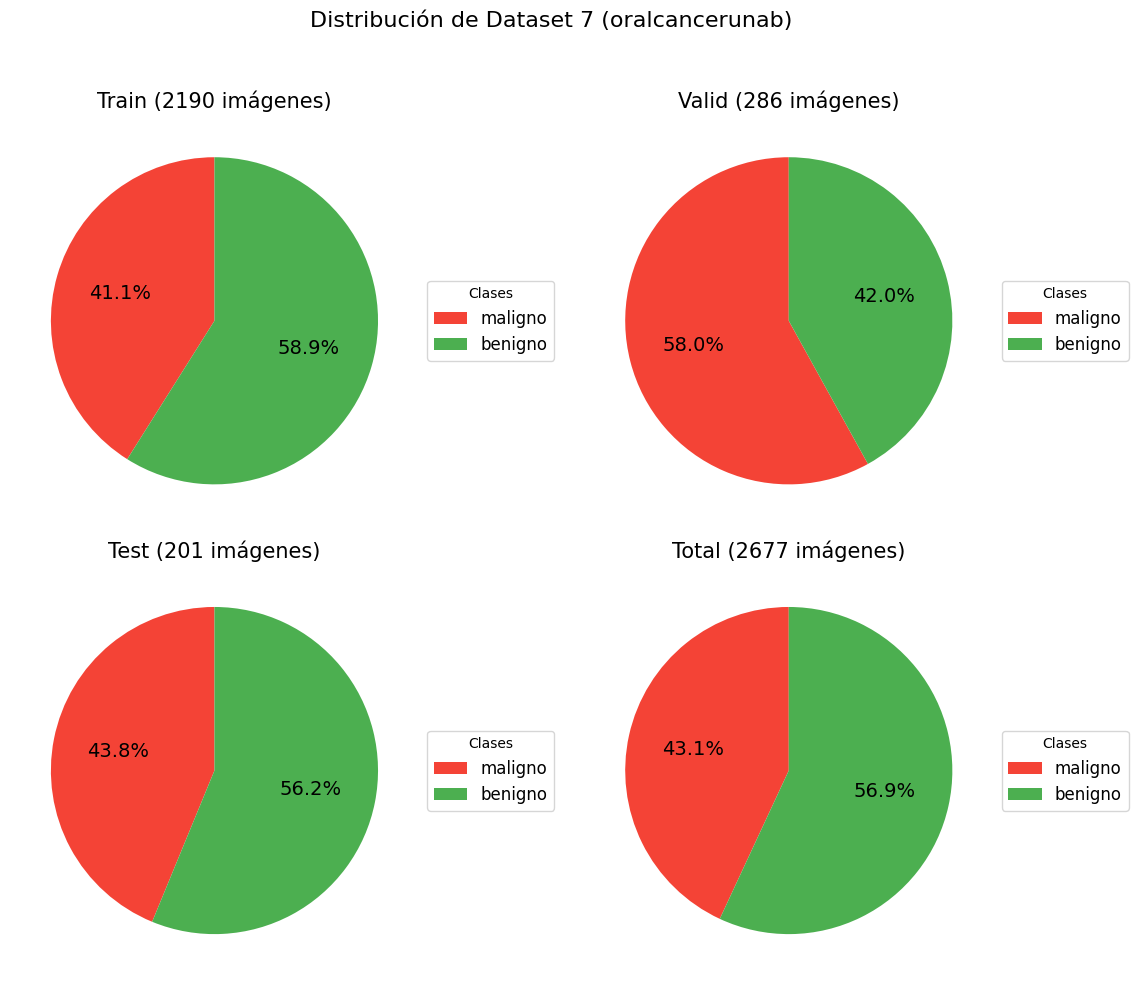 Distribución de Dataset 7 (oralcancerunab)
Train (2190 imágenes)
41.1%
58.9%
Clases
maligno
benigno
Valid (286 imágenes)
42.0%
58.0%
Clases
maligno
benigno
Test (201 imágenes)
43.8%
56.2%
Clases
maligno
benigno
Total (2677 imágenes)
43.1%
56.9%
Clases
maligno
benigno